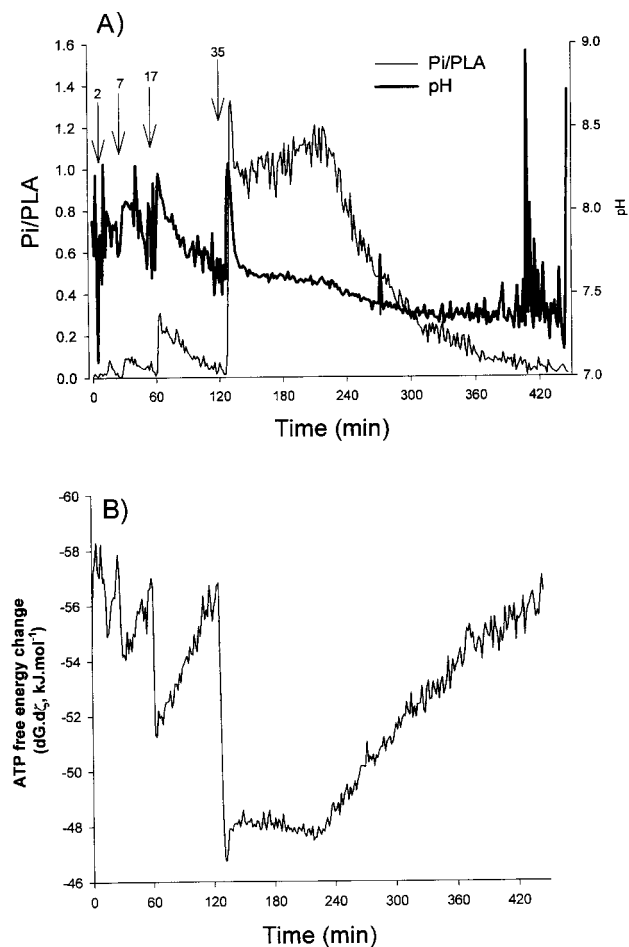 A)
2
7
17
35
Pi/PLA
pH
1.6
1.4
1.2
1.0
0.8
0.6
0.4
0.2
0.0
Pi/PLA
9.0
8.5
8.0
7.5
7.0
pH
0 60 120 180 240 300 360 420
Time (min)
B)
-60
-58
-56
-54
-52
-50
-48
-46
ATP free energy change
(dG.dζ, kJ.mol⁻¹)
0 60 120 180 240 300 360 420
Time (min)